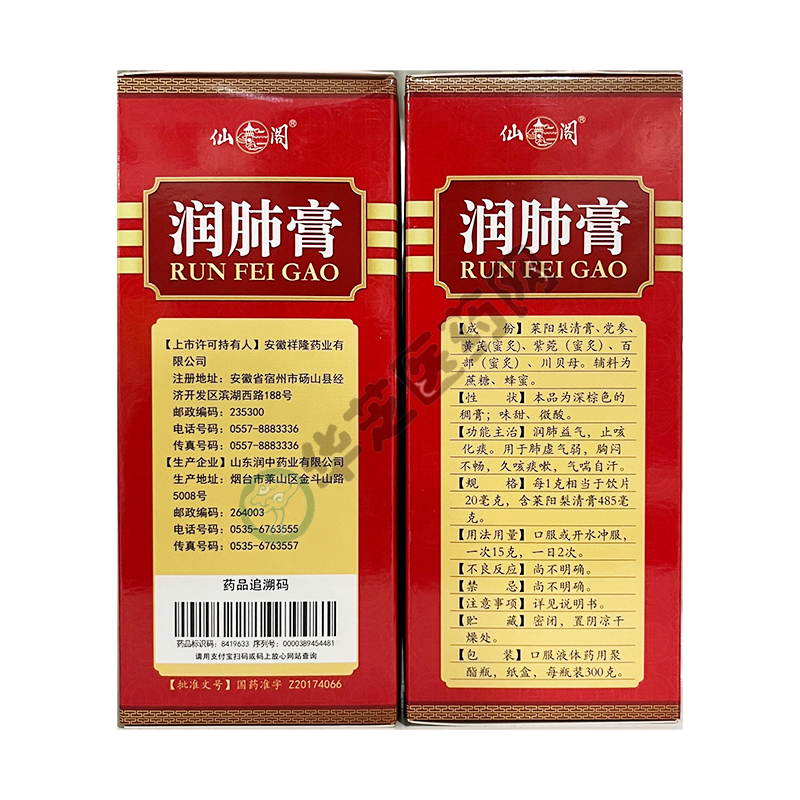 仙阁®
润肺膏
RUN FEI GAO
【上市许可持有人】安徽祥隆药业有
限公司
注册地址：安徽省宿州市砀山县经
济开发区滨湖西路188号
邮政编码：235300
电话号码：0557-8883336
传真号码：0557-8883336
【生产企业】山东润中药业有限公司
生产地址：烟台市莱山区金斗山路
5008号
邮政编码：264003
电话号码：0535-6763555
传真号码：0535-6763557
药品追溯码
药品标识码：8419633 序列号：0000389454481
请用支付宝扫码或码上放心网站查询
【批准文号】国药准字 Z20174066
仙阁®
润肺膏
RUN FEI GAO
【成 份】莱阳梨清膏、党参、
黄芪(蜜炙)、紫菀（蜜炙）、百
部（蜜炙）、川贝母。辅料为
蔗糖、蜂蜜。
【性 状】本品为深棕色的
稠膏；味甜、微酸。
【功能主治】润肺益气，止咳
化痰。用于肺虚气弱，胸闷
不畅，久咳痰嗽，气喘自汗。
【规 格】每1克相当于饮片
20毫克，含莱阳梨清膏485毫
克。
【用法用量】口服或开水冲服，
一次15克，一日2次。
【不良反应】尚不明确。
【禁 忌】尚不明确。
【注意事项】详见说明书。
【贮 藏】密闭，置阴凉干
燥处。
【包 装】口服液体药用聚
酯瓶，纸盒，每瓶装300克。
华芝医药网